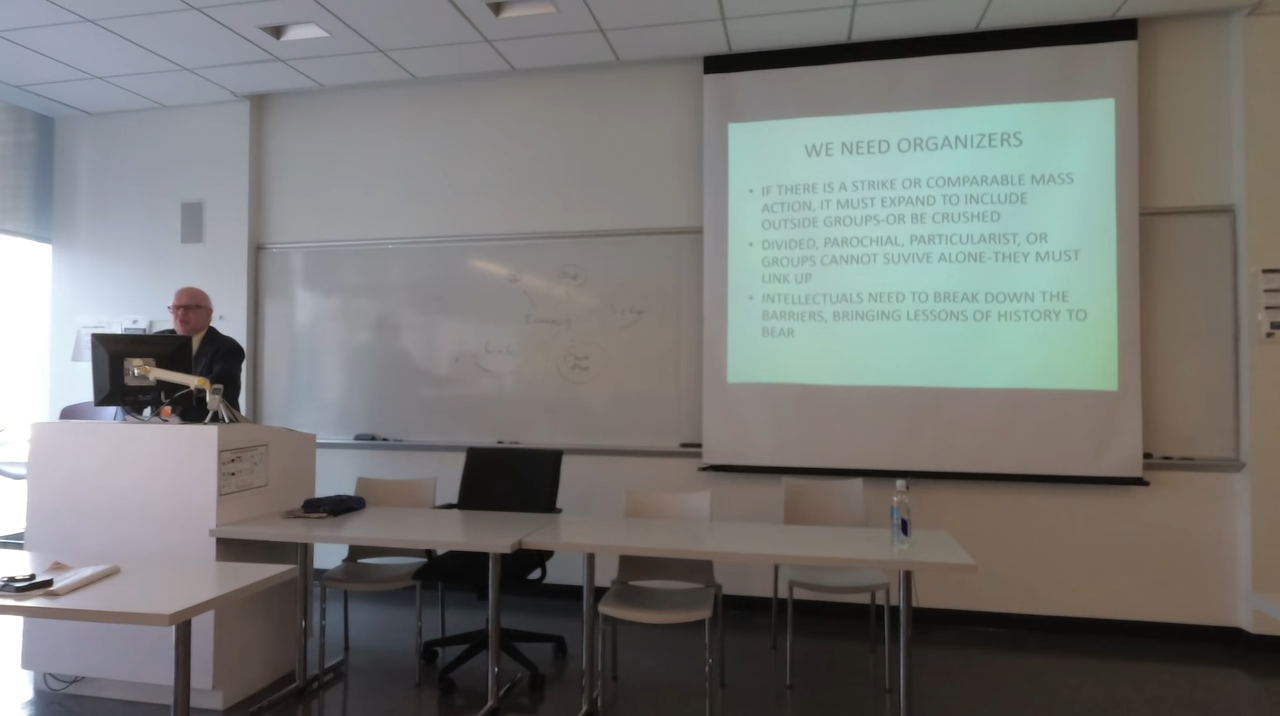 WE NEED ORGANIZERS
• IF THERE IS A STRIKE OR COMPARABLE MASS
ACTION, IT MUST EXPAND TO INCLUDE
OUTSIDE GROUPS-OR BE CRUSHED
• DIVIDED, PAROCHIAL, PARTICULARIST, OR
GROUPS CANNOT SUVIVE ALONE-THEY MUST
LINK UP
• INTELLECTUALS NEED TO BREAK DOWN THE
BARRIERS, BRINGING LESSONS OF HISTORY TO
BEAR